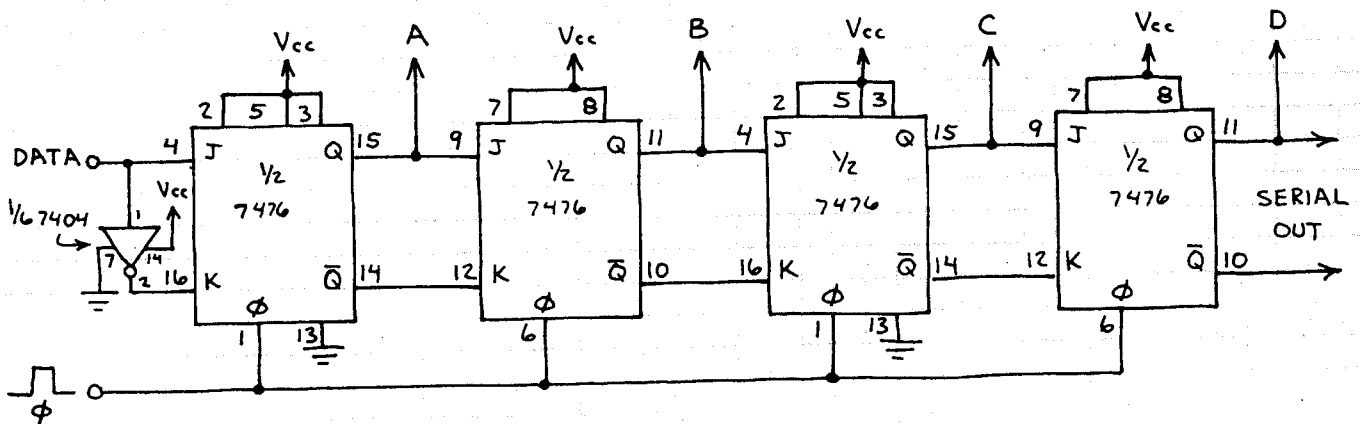 Vcc A Vcc B Vcc C Vcc D
2 5 3 7 8 2 5 3 7 8
DATA 4 J Q 15 9 J Q 11 4 J Q 15 9 J Q 11
1/2 1/2 1/2 1/2
Vcc
1/6 7404 1 7476 7476 7476 7476 SERIAL
OUT
7 14
2 16 K Q̅ 14 12 K Q̅ 10 16 K Q̅ 14 12 K Q̅ 10
ϕ ϕ ϕ ϕ
1 13 6 1 13 6
ϕ